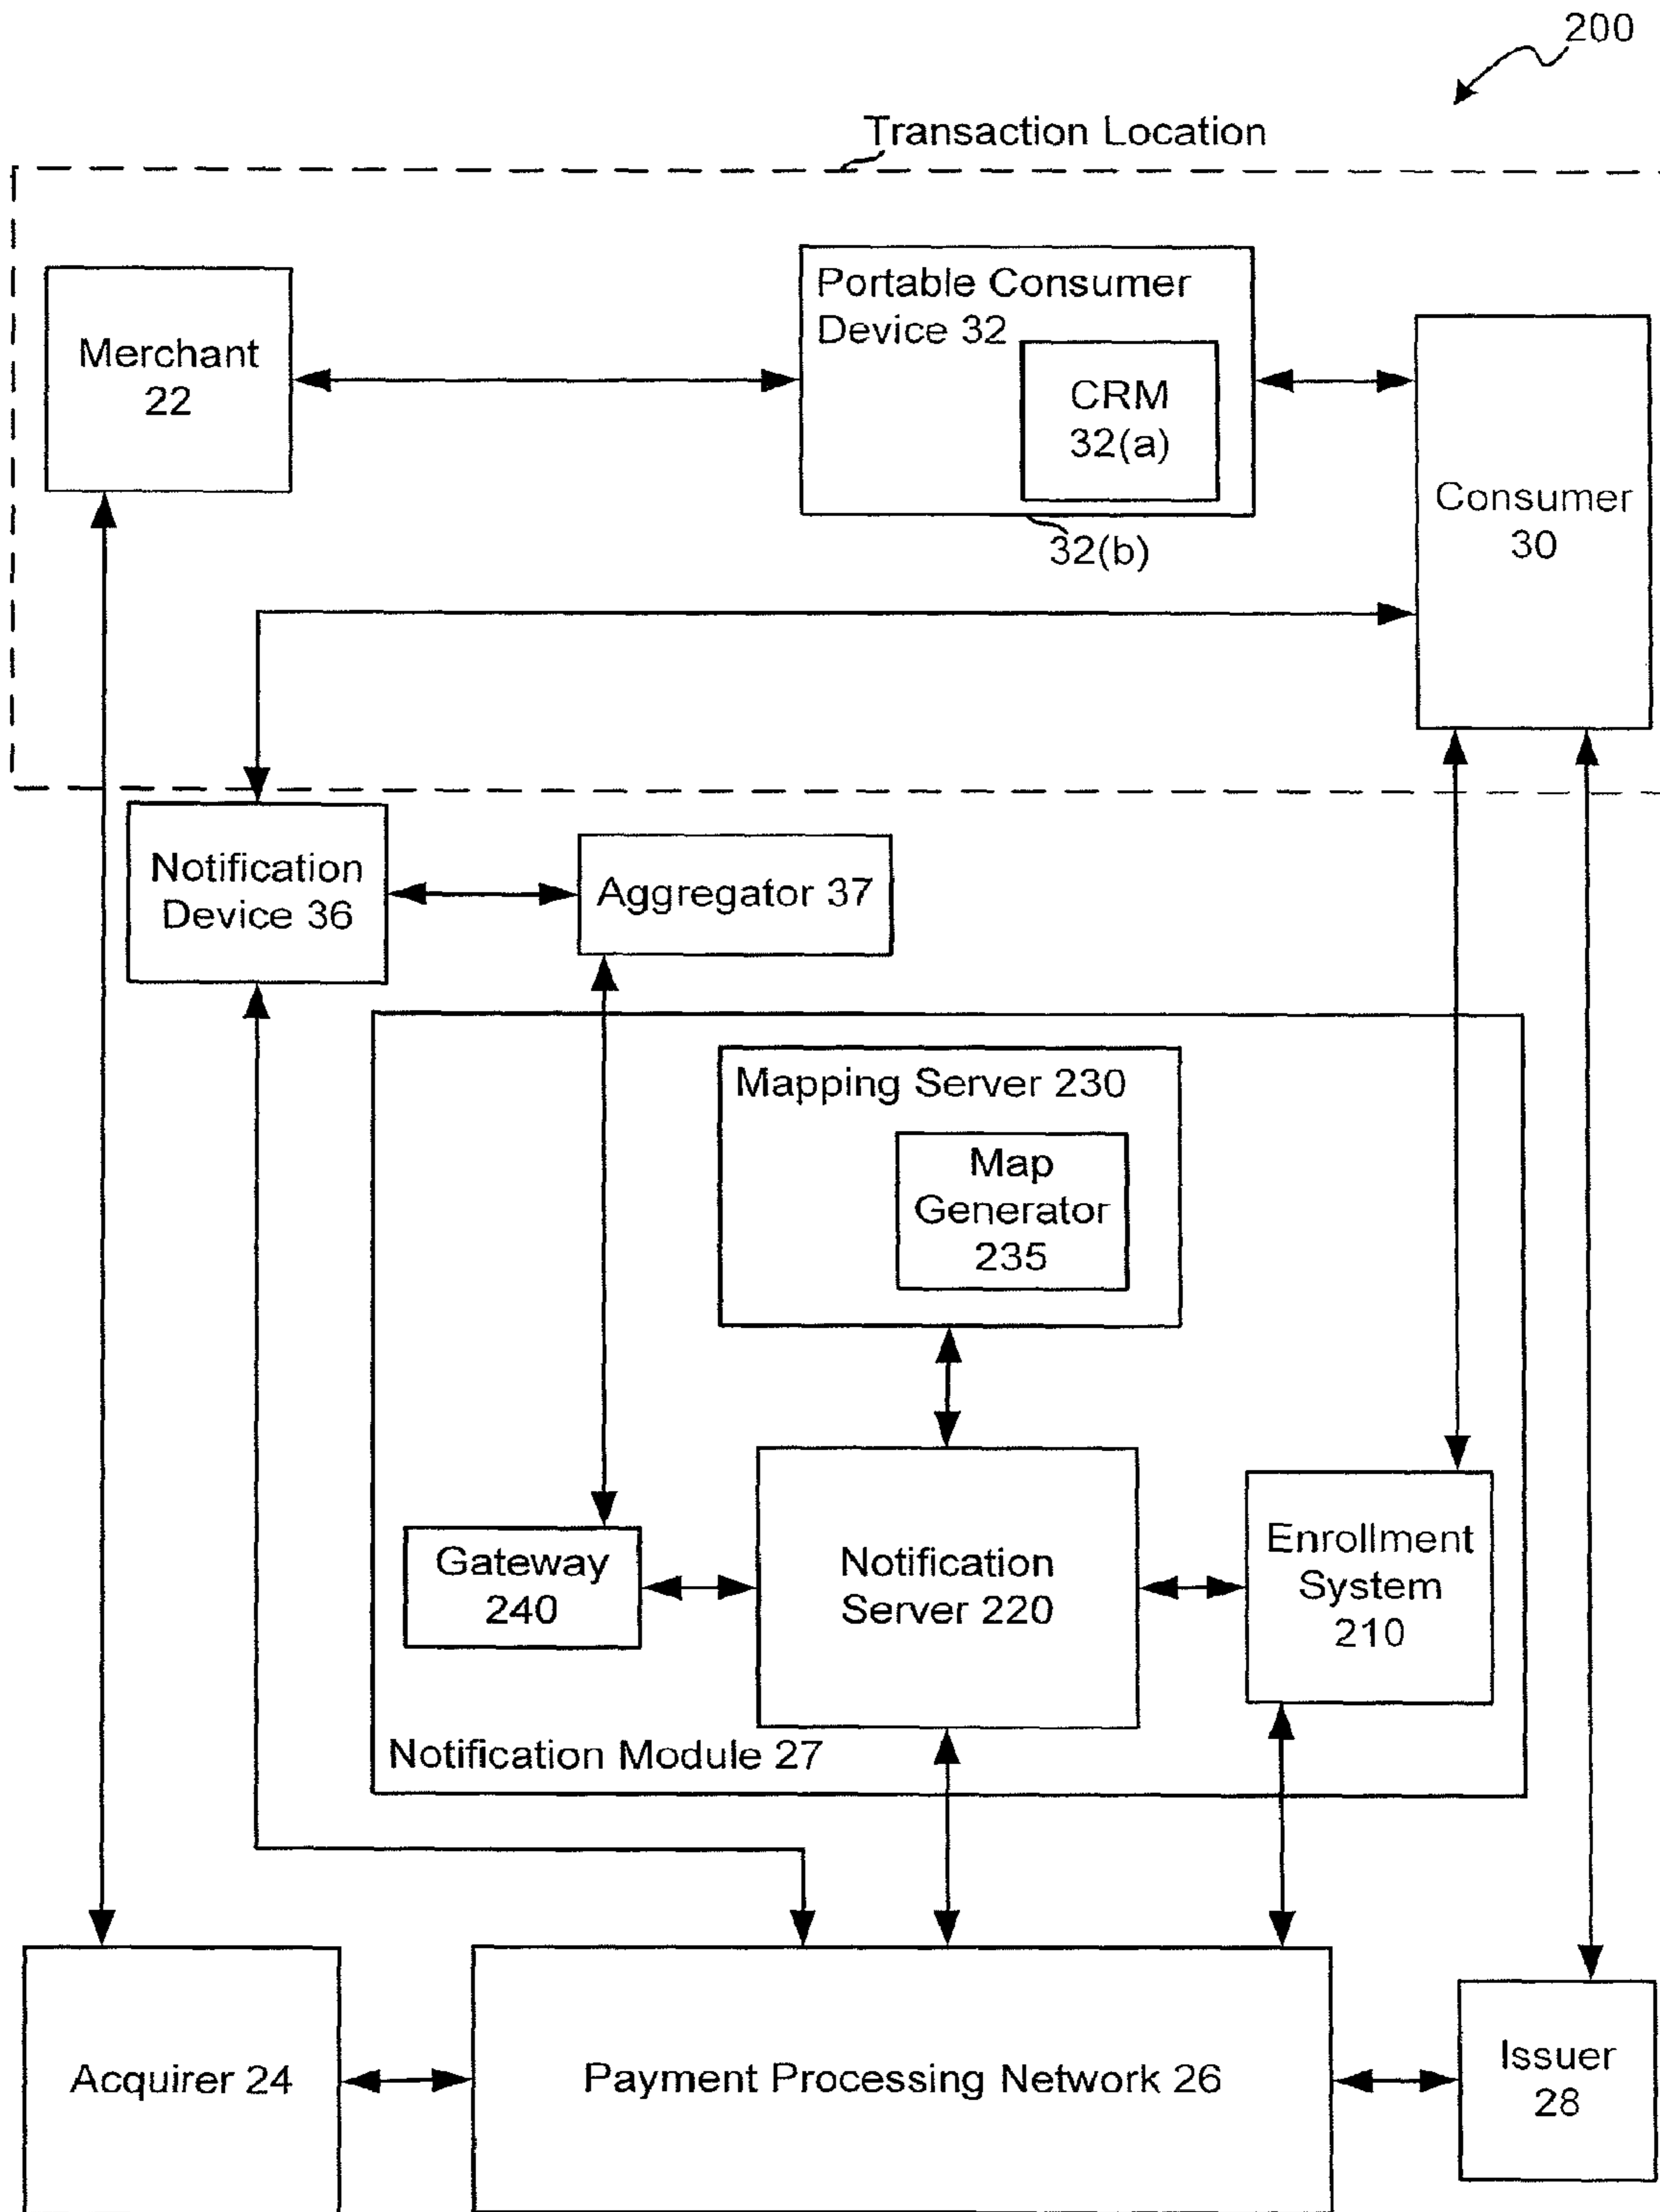 200
Transaction Location
Merchant
22
Portable Consumer
Device 32
CRM
32(a)
32(b)
Consumer
30
Notification
Device 36
Aggregator 37
Mapping Server 230
Map
Generator
235
Gateway
240
Notification
Server 220
Enrollment
System
210
Notification Module 27
Acquirer 24
Payment Processing Network 26
Issuer
28